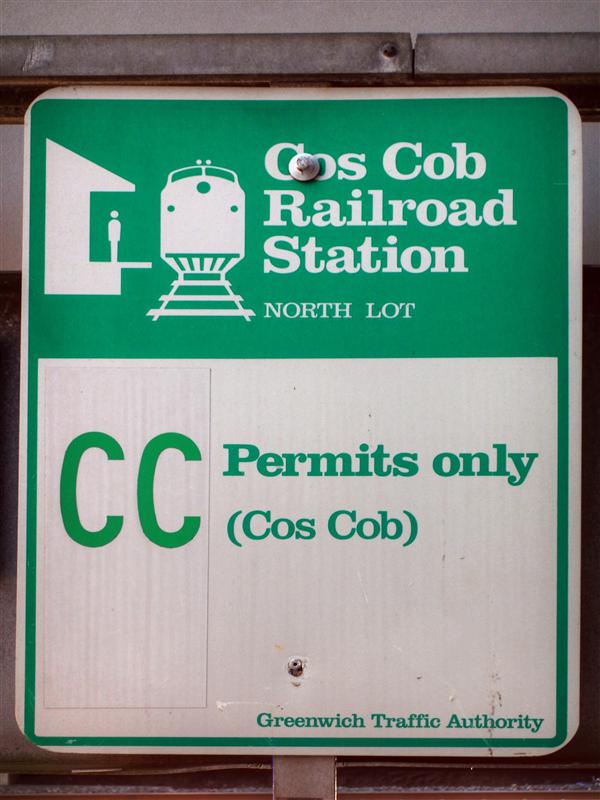 Cos Cob
Railroad
Station
NORTH LOT
CC
Permits only
(Cos Cob)
Greenwich Traffic Authority